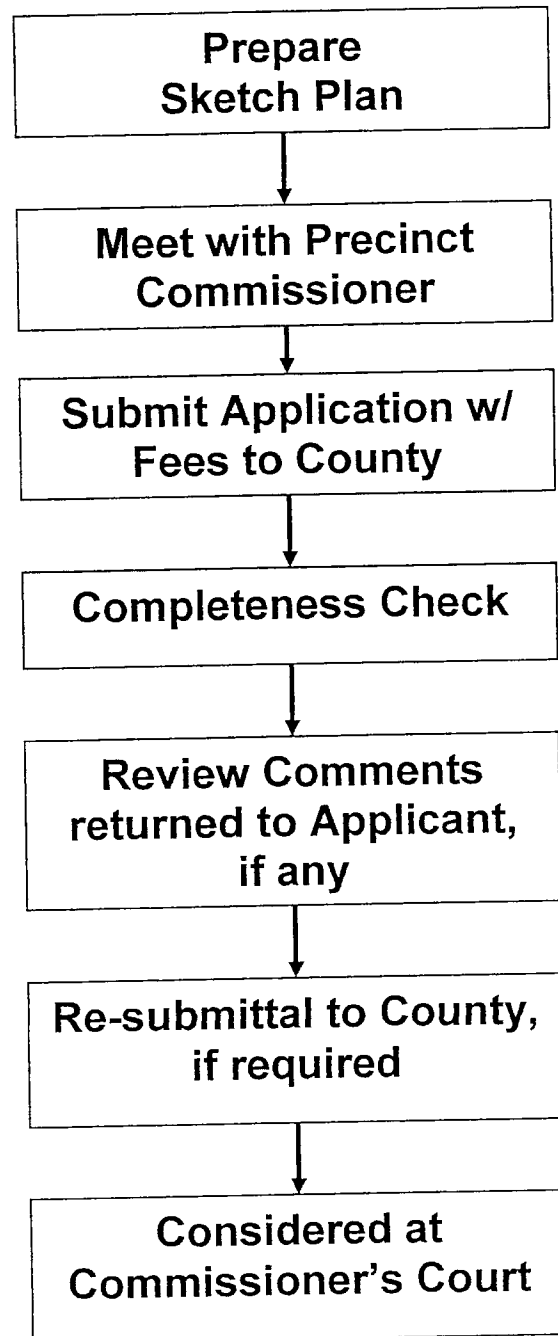 Prepare
Sketch Plan
Meet with Precinct
Commissioner
Submit Application w/
Fees to County
Completeness Check
Review Comments
returned to Applicant,
if any
Re-submittal to County,
if required
Considered at
Commissioner's Court